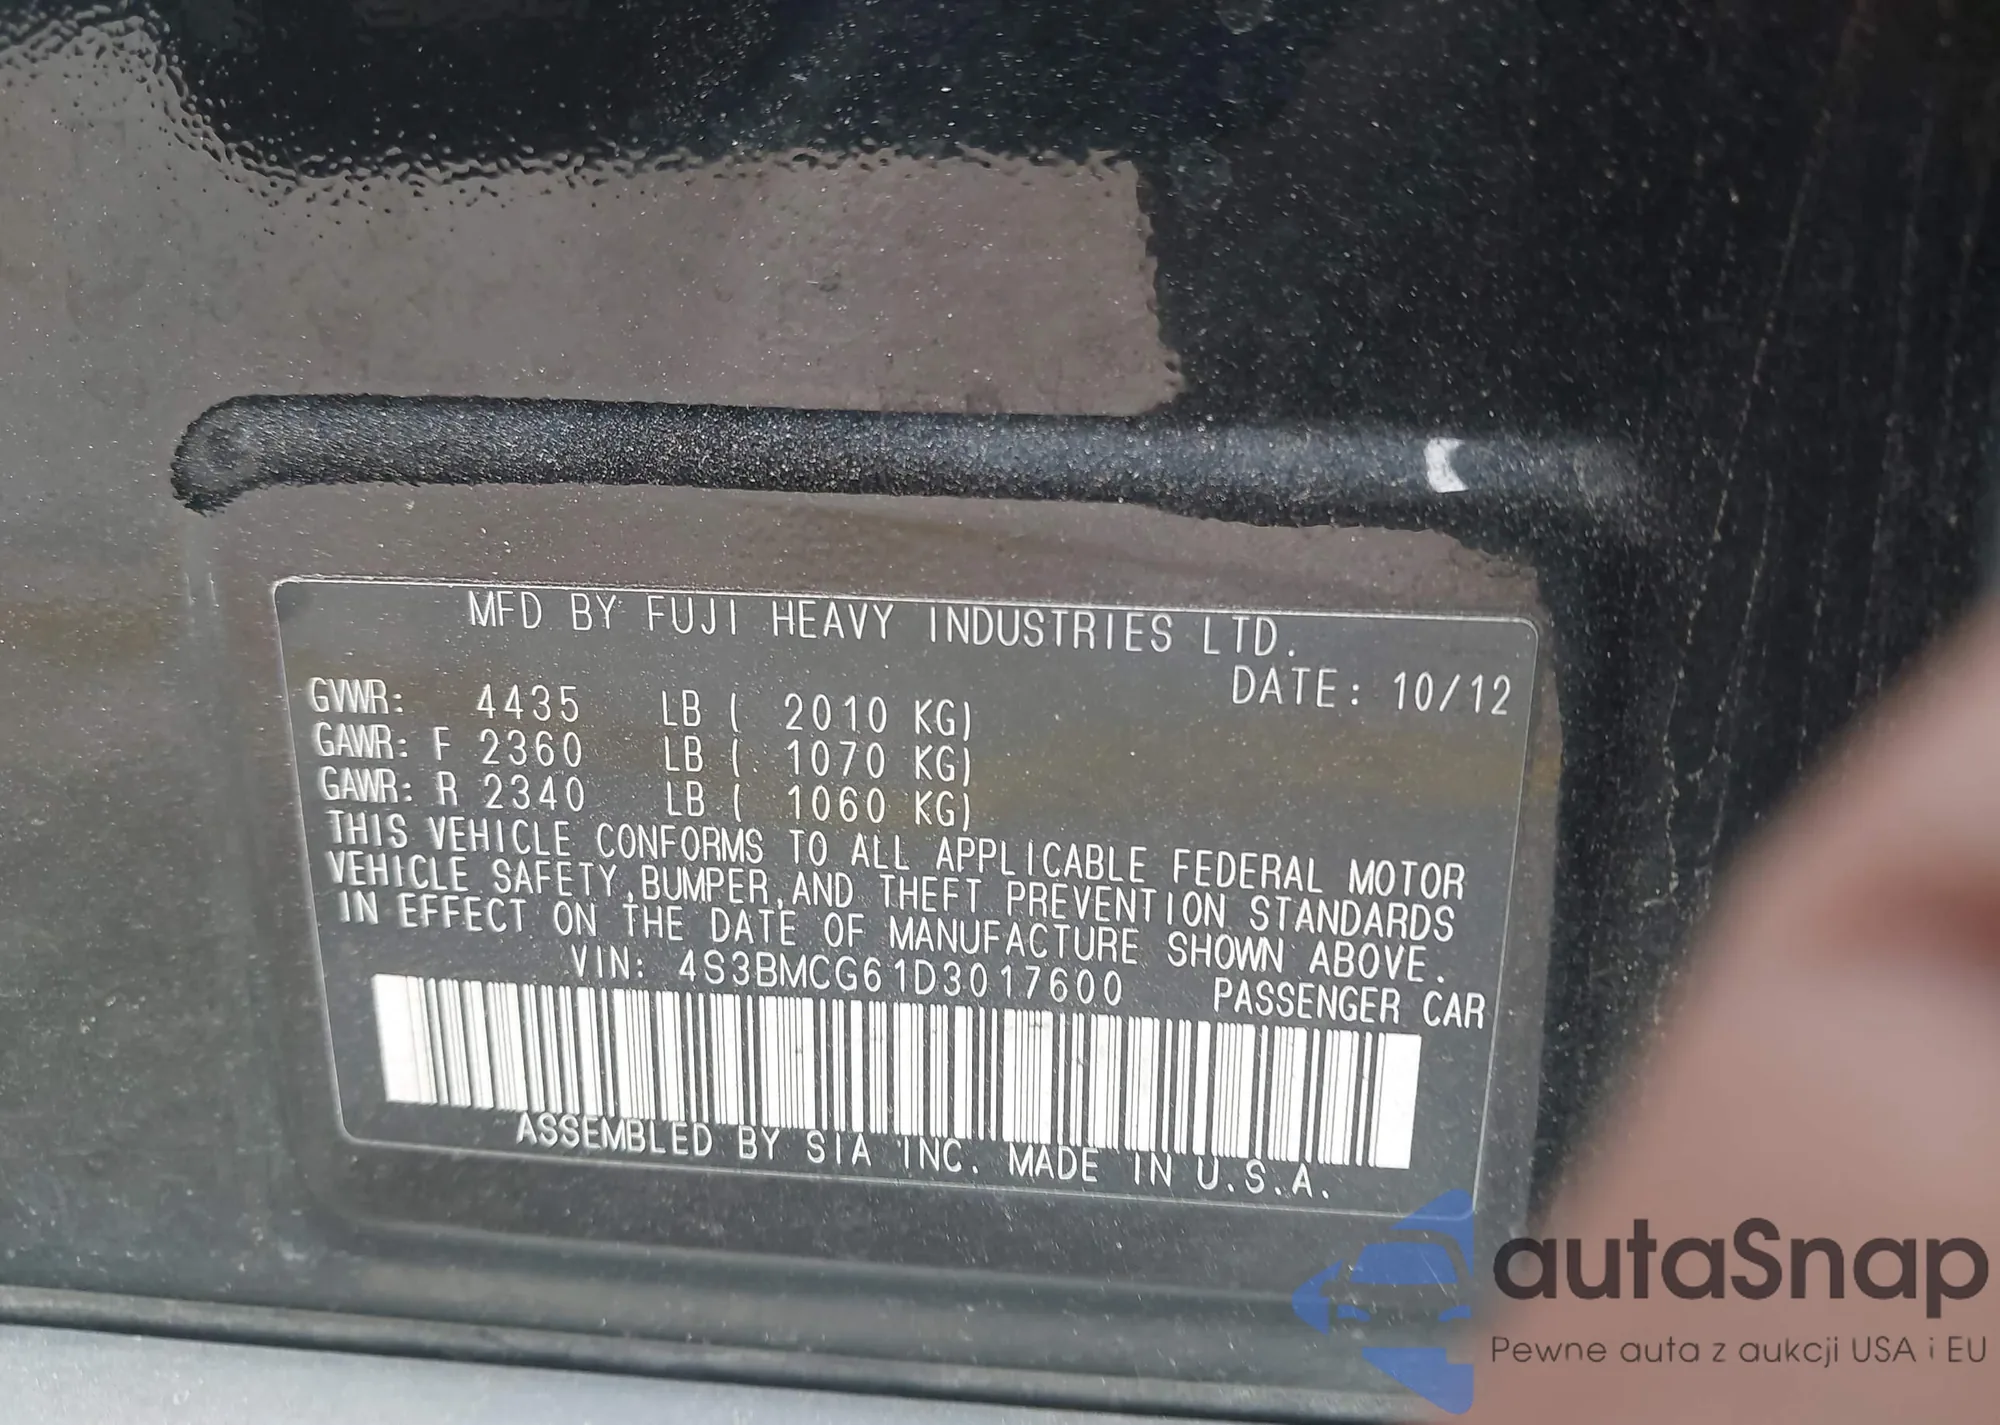 MFD BY FUJI HEAVY INDUSTRIES LTD.
DATE: 10/12
GVWR: 4435 LB ( 2010 KG)
GAWR: F 2360 LB ( 1070 KG)
GAWR: R 2340 LB ( 1060 KG)
THIS VEHICLE CONFORMS TO ALL APPLICABLE FEDERAL MOTOR
VEHICLE SAFETY,BUMPER,AND THEFT PREVENTION STANDARDS
IN EFFECT ON THE DATE OF MANUFACTURE SHOWN ABOVE.
VIN: 4S3BMCG61D3017600 PASSENGER CAR
ASSEMBLED BY SIA INC. MADE IN U.S.A.
autaSnap
Pewne auta z aukcji USA i EU